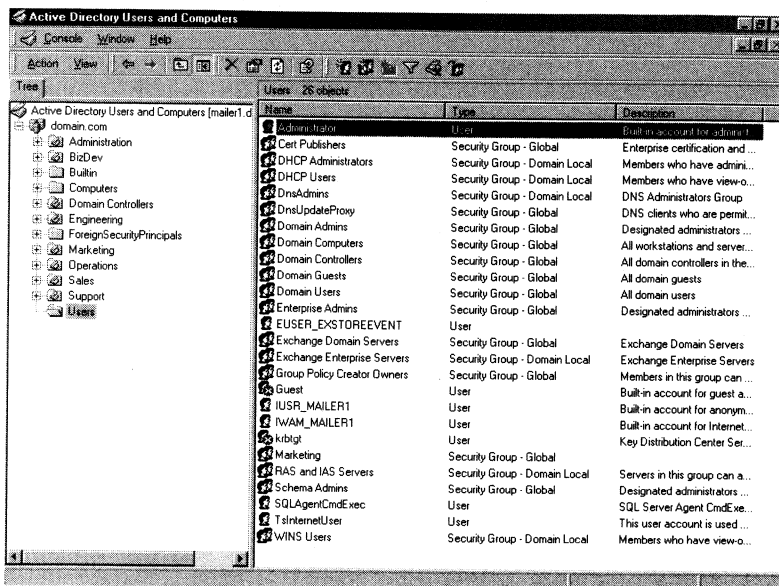 Active Directory Users and Computers
Console Window Help
Action View
Tree
Users 26 objects
Active Directory Users and Computers [mailer1.d
domain.com
Administration
BizDev
Builtin
Computers
Domain Controllers
Engineering
ForeignSecurityPrincipals
Marketing
Operations
Sales
Support
Users
Name Type Description
Administrator User Built-in account for administ
Cert Publishers Security Group - Global Enterprise certification and ...
DHCP Administrators Security Group - Domain Local Members who have admini...
DHCP Users Security Group - Domain Local Members who have view-o...
DnsAdmins Security Group - Domain Local DNS Administrators Group
DnsUpdateProxy Security Group - Global DNS clients who are permit...
Domain Admins Security Group - Global Designated administrators ...
Domain Computers Security Group - Global All workstations and server...
Domain Controllers Security Group - Global All domain controllers in the...
Domain Guests Security Group - Global All domain guests
Domain Users Security Group - Global All domain users
Enterprise Admins Security Group - Global Designated administrators ...
EUSER_EXSTOREEVENT User
Exchange Domain Servers Security Group - Global Exchange Domain Servers
Exchange Enterprise Servers Security Group - Domain Local Exchange Enterprise Servers
Group Policy Creator Owners Security Group - Global Members in this group can ...
Guest User Built-in account for guest a...
IUSR_MAILER1 User Built-in account for anonym...
IWAM_MAILER1 User Built-in account for Internet...
krbtgt User Key Distribution Center Ser...
Marketing Security Group - Global
RAS and IAS Servers Security Group - Domain Local Servers in this group can a...
Schema Admins Security Group - Global Designated administrators ...
SQLAgentCmdExec User SQL Server Agent CmdExe...
TsInternetUser User This user account is used ...
WINS Users Security Group - Domain Local Members who have view-o...